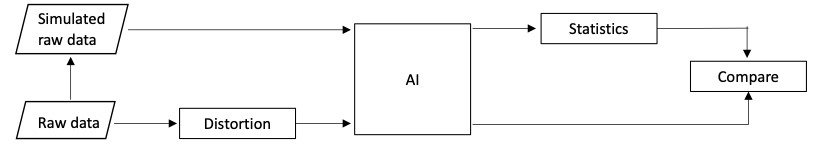 Simulated
raw data
Statistics
AI
Compare
Raw data
Distortion